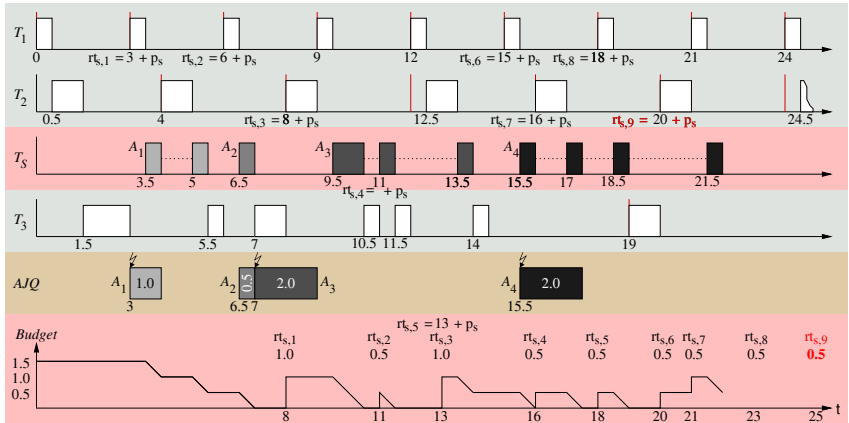 T1
0 rts,1 = 3 + ps rts,2 = 6 + ps 9 12 rts,6 = 15 + ps rts,8 = 18 + ps 21 24
T2
0.5 4 rts,3 = 8 + ps 12.5 rts,7 = 16 + ps rts,9 = 20 + ps 24.5
TS A1 A2 A3 A4
3.5 5 6.5 9.5 11 13.5 15.5 17 18.5 21.5
rts,4 = + ps
T3
1.5 5.5 7 10.5 11.5 14 19
AJQ A1 1.0 A2 0.5 2.0 A3 A4 2.0
3 6.5 7 15.5
rts,5 = 13 + ps
Budget rts,1 rts,2 rts,3 rts,4 rts,5 rts,6 rts,7 rts,8 rts,9
1.0 0.5 1.0 0.5 0.5 0.5 0.5 0.5 0.5
1.5
1.0
0.5
t
8 11 13 16 18 20 21 23 25